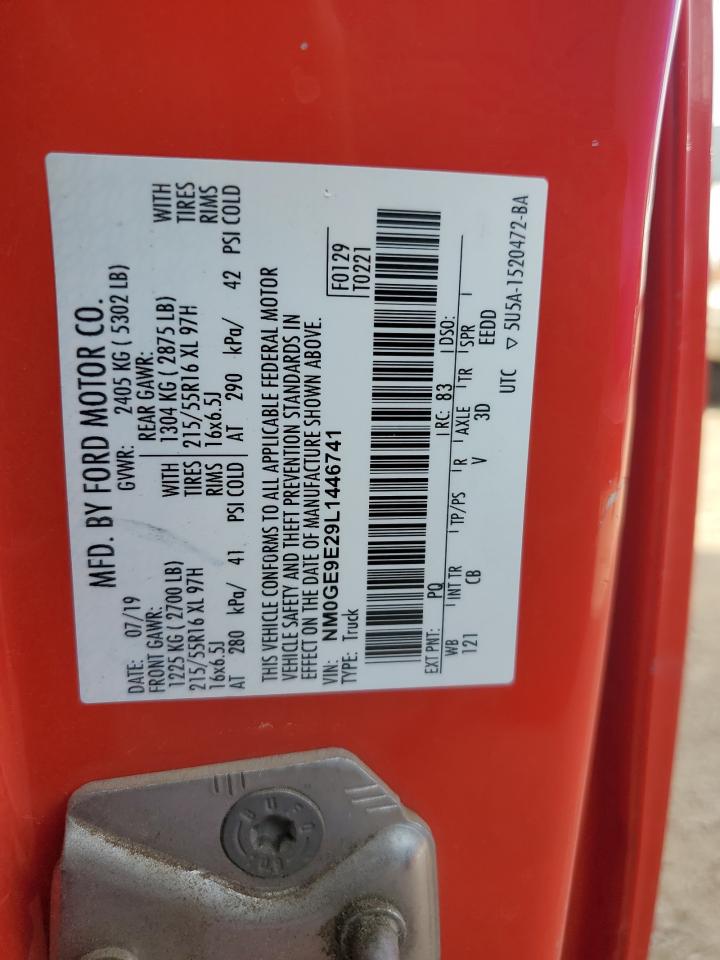 MFD. BY FORD MOTOR CO.
DATE: 07/19 GVWR: 2405 KG ( 5302 LB)
FRONT GAWR: REAR GAWR:
1225 KG ( 2700 LB) WITH 1304 KG ( 2875 LB) WITH
215/55R16 XL 97H TIRES 215/55R16 XL 97H TIRES
16x6.5J RIMS 16x6.5J RIMS
AT 280 kPa/ 41 PSI COLD AT 290 kPa/ 42 PSI COLD
THIS VEHICLE CONFORMS TO ALL APPLICABLE FEDERAL MOTOR
VEHICLE SAFETY AND THEFT PREVENTION STANDARDS IN
EFFECT ON THE DATE OF MANUFACTURE SHOWN ABOVE.
VIN: NM0GE9E29L1446741 F0129
TYPE: Truck T0221
EXT PNT: PQ RC: 83 DSO:
WB INT TR TP/PS R AXLE TR SPR
121 CB V 3D EEDD
UTC ▽ 5U5A-1520472-BA